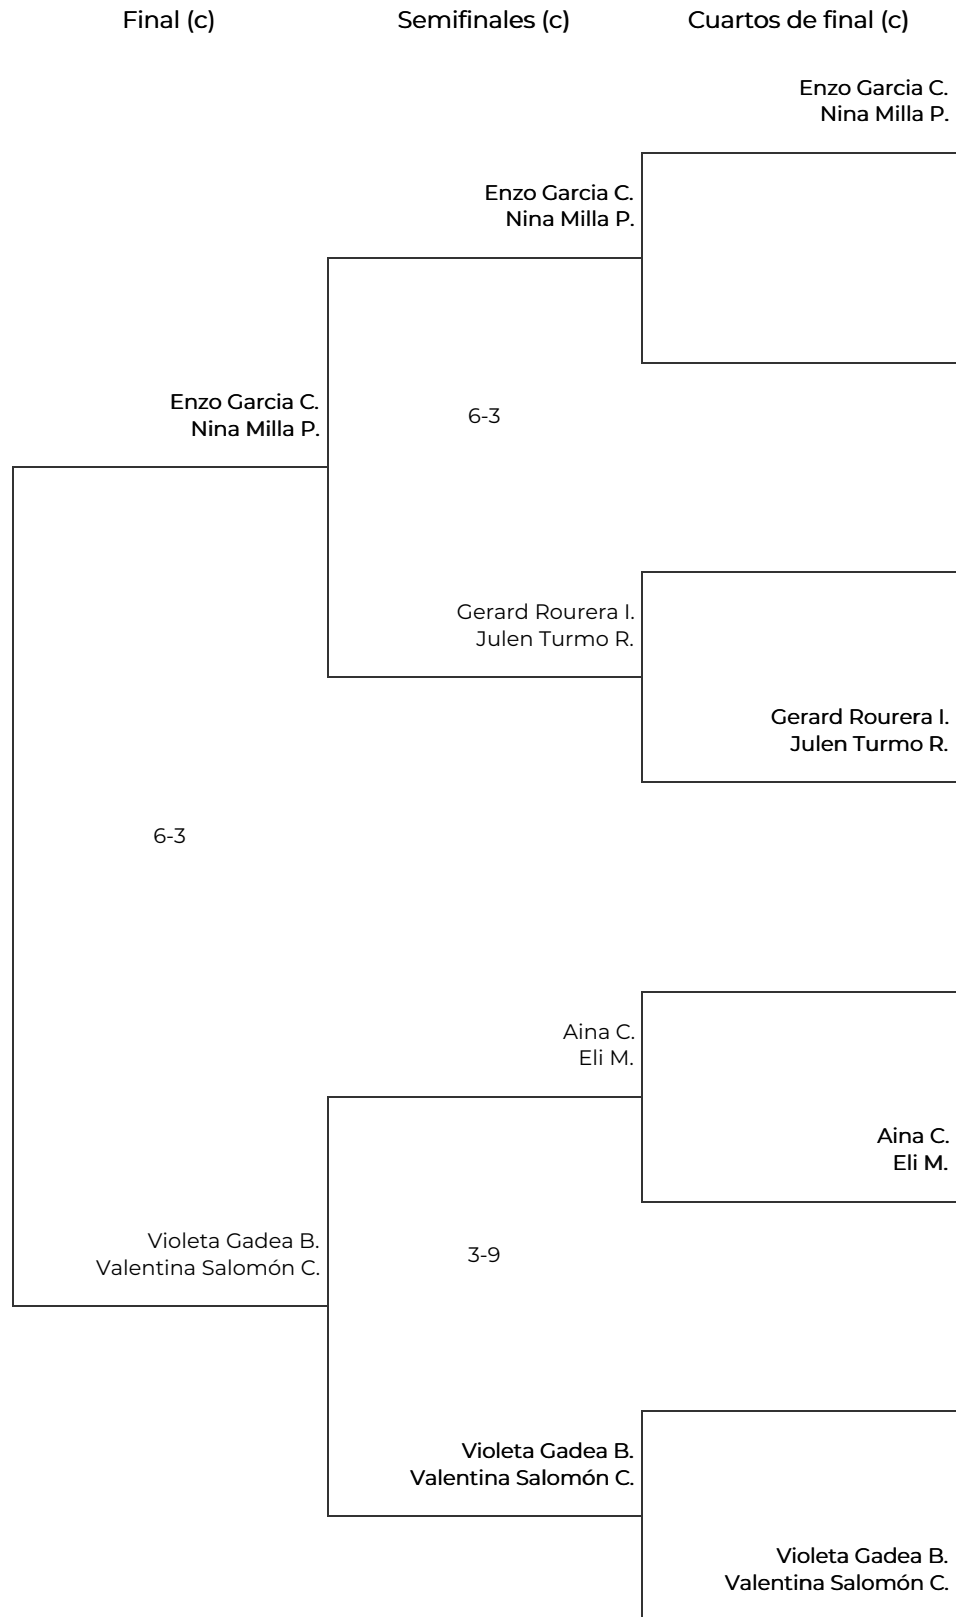 Final (c)
Semifinales (c)
Cuartos de final (c)
Enzo Garcia C.
Nina Milla P.
Enzo Garcia C.
Nina Milla P.
Enzo Garcia C.
Nina Milla P.
6-3
Gerard Rourera I.
Julen Turmo R.
Gerard Rourera I.
Julen Turmo R.
6-3
Aina C.
Eli M.
Aina C.
Eli M.
Violeta Gadea B.
Valentina Salomón C.
3-9
Violeta Gadea B.
Valentina Salomón C.
Violeta Gadea B.
Valentina Salomón C.